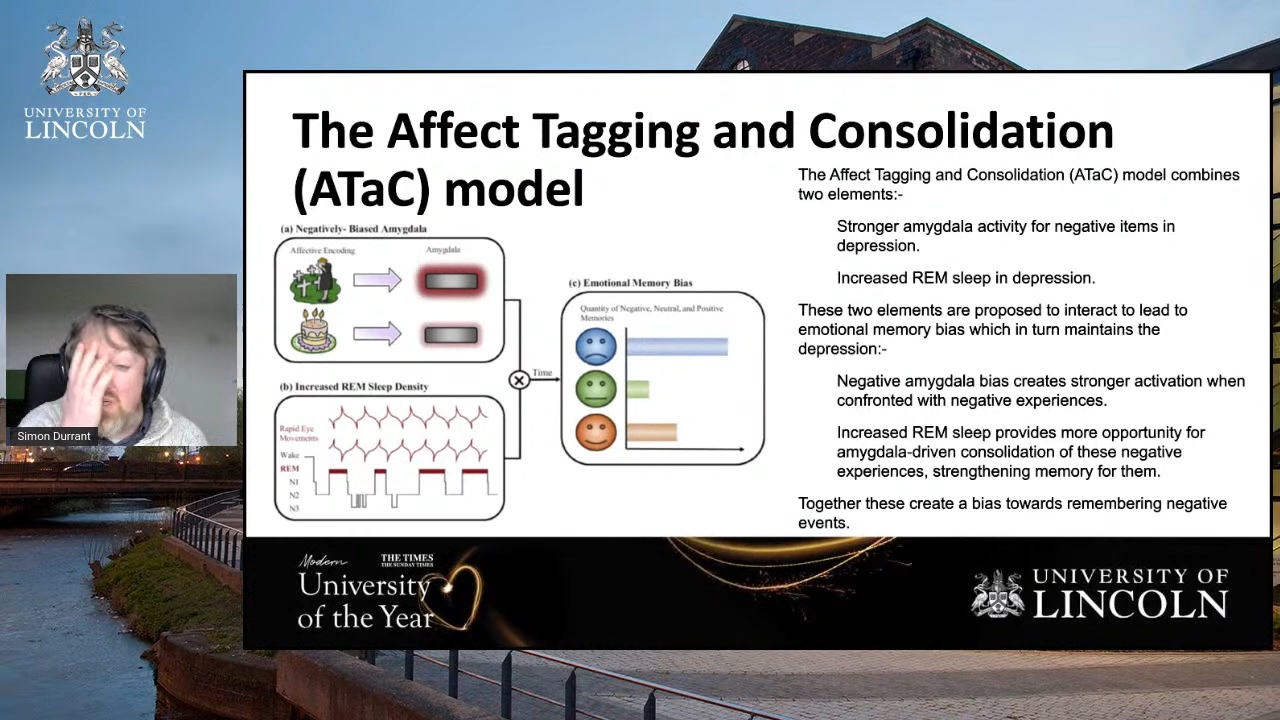 UNIVERSITY OF
LINCOLN
The Affect Tagging and Consolidation
(ATaC) model
(a) Negatively- Biased Amygdala
Affective Encoding
Amygdala
(b) Increased REM Sleep Density
Rapid Eye
Movements
Wake
REM
N1
N2
N3
Time
(c) Emotional Memory Bias
Quantity of Negative, Neutral, and Positive
Memories
The Affect Tagging and Consolidation (ATaC) model combines
two elements:-
Stronger amygdala activity for negative items in
depression.
Increased REM sleep in depression.
These two elements are proposed to interact to lead to
emotional memory bias which in turn maintains the
depression:-
Negative amygdala bias creates stronger activation when
confronted with negative experiences.
Increased REM sleep provides more opportunity for
amygdala-driven consolidation of these negative
experiences, strengthening memory for them.
Together these create a bias towards remembering negative
events.
Simon Durrant
Modern
THE TIMES
THE SUNDAY TIMES
University
of the Year
UNIVERSITY OF
LINCOLN